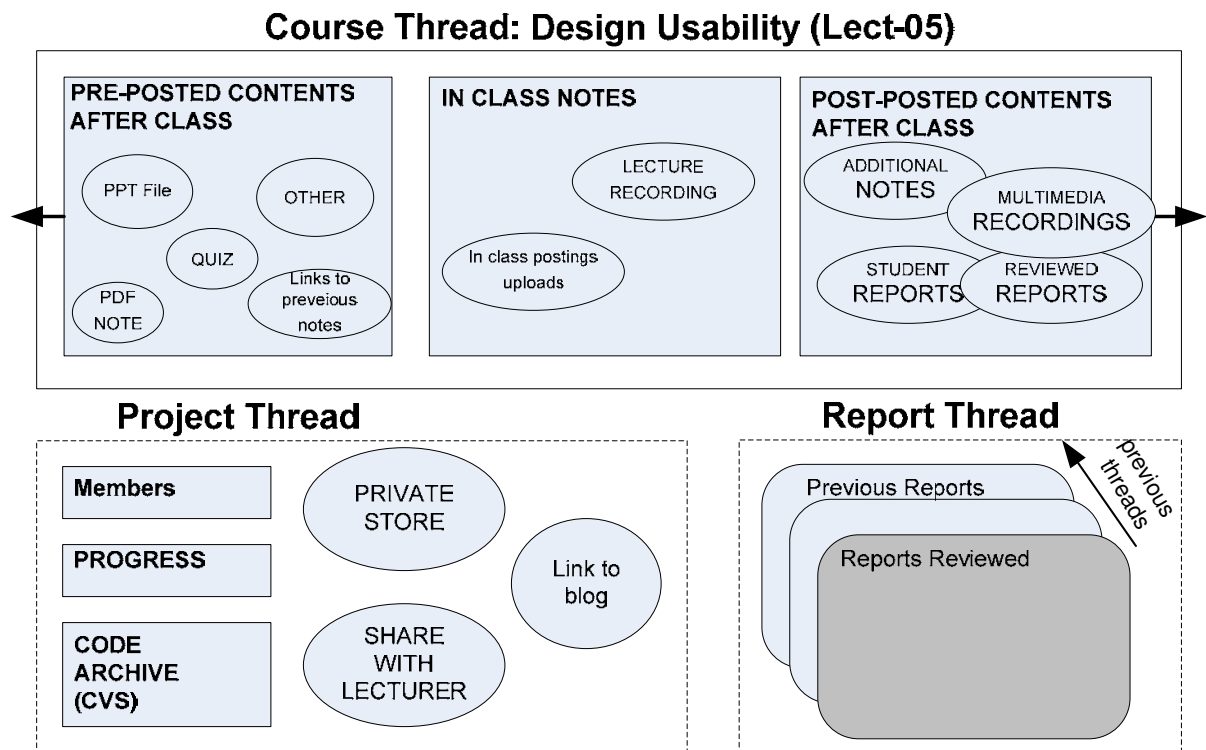 Course Thread: Design Usability (Lect-05)
PRE-POSTED CONTENTS
AFTER CLASS
PPT File
OTHER
QUIZ
PDF
NOTE
Links to
preveious
notes
IN CLASS NOTES
LECTURE
RECORDING
In class postings
uploads
POST-POSTED CONTENTS
AFTER CLASS
ADDITIONAL
NOTES
MULTIMEDIA
RECORDINGS
STUDENT
REPORTS
REVIEWED
REPORTS
Project Thread
Members
PROGRESS
CODE
ARCHIVE
(CVS)
PRIVATE
STORE
Link to
blog
SHARE
WITH
LECTURER
Report Thread
previous
threads
Previous Reports
Reports Reviewed